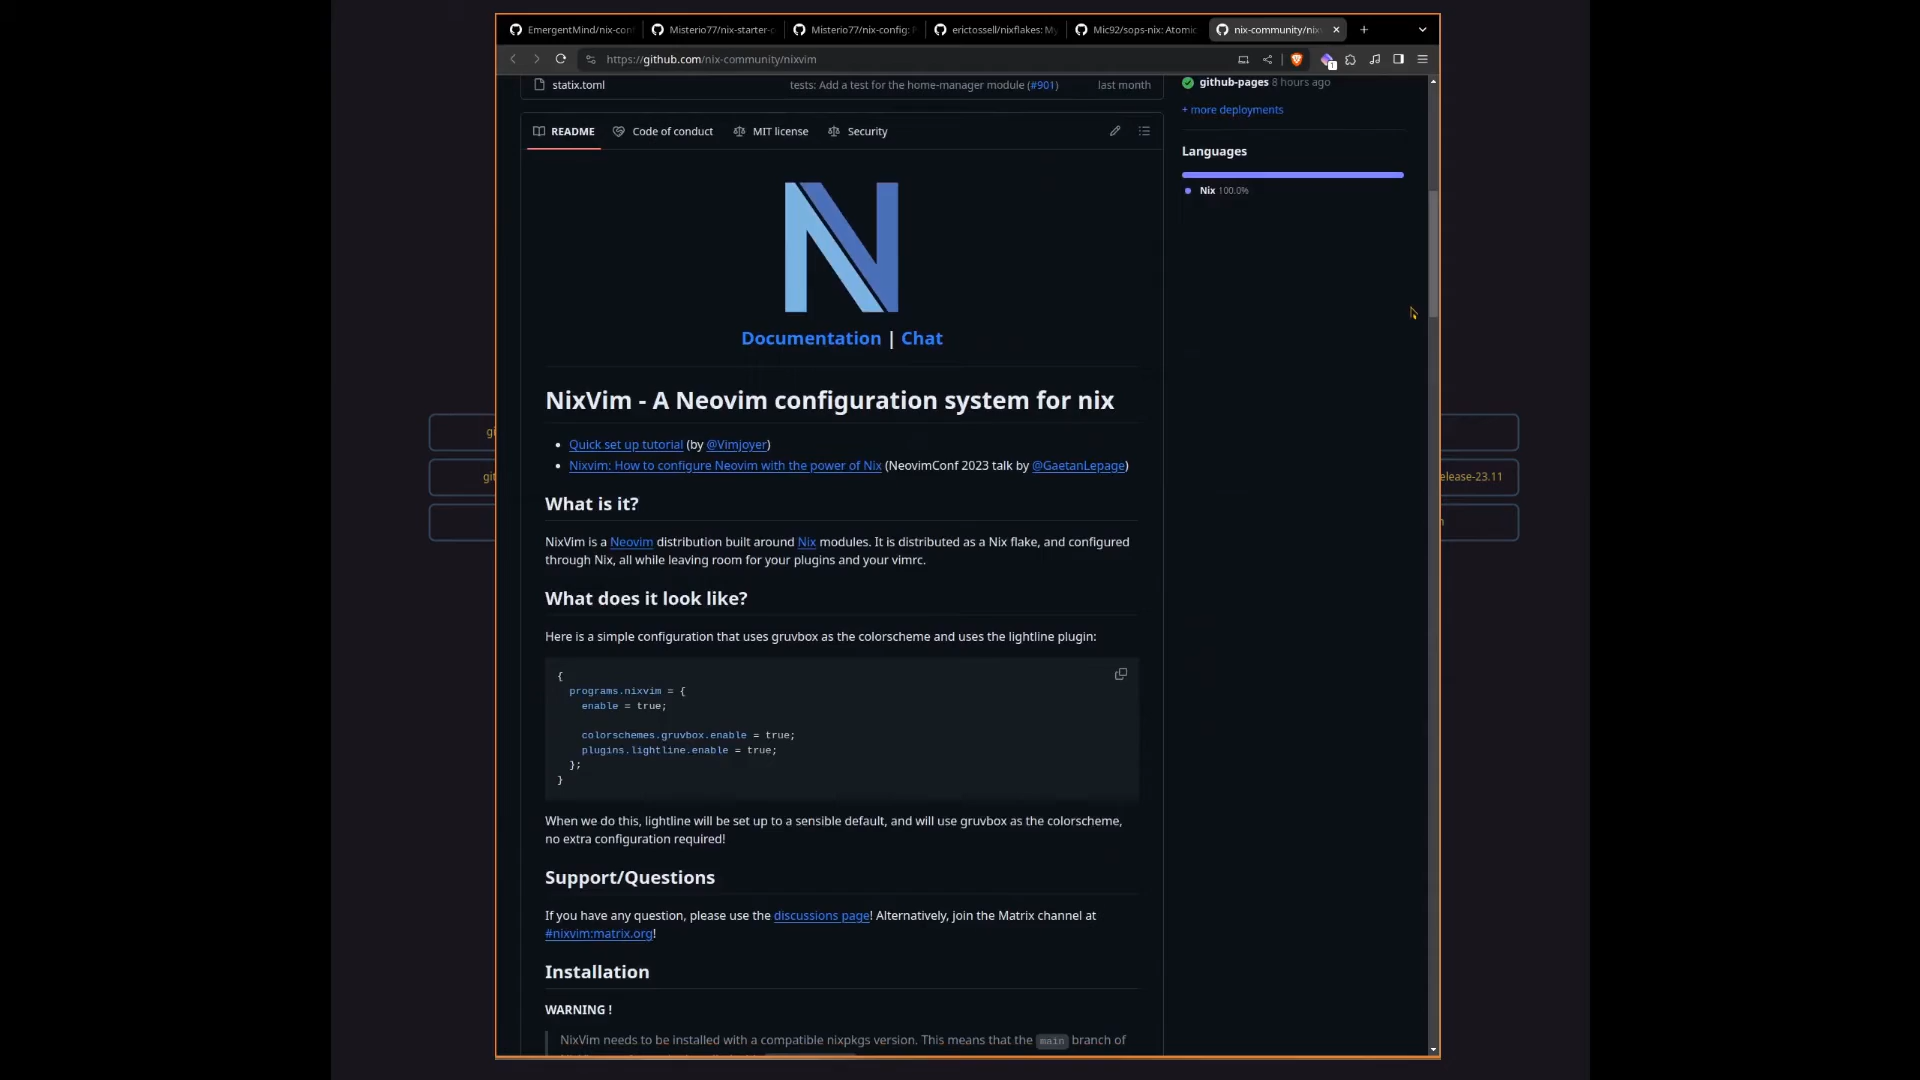 EmergentMind/nix-con
Misterio77/nix-starter-c
Misterio77/nix-config:
erictossell/nixflakes: My
Mic92/sops-nix: Atomic
nix-community/nix
https://github.com/nix-community/nixvim
1
statix.toml
tests: Add a test for the home-manager module (#901)
last month
github-pages 8 hours ago
+ more deployments
README
Code of conduct
MIT license
Security
Languages
Nix 100.0%
Documentation | Chat
NixVim - A Neovim configuration system for nix
• Quick set up tutorial (by @Vimjoyer)
• Nixvim: How to configure Neovim with the power of Nix (NeovimConf 2023 talk by @GaetanLepage)
What is it?
NixVim is a Neovim distribution built around Nix modules. It is distributed as a Nix flake, and configured
through Nix, all while leaving room for your plugins and your vimrc.
What does it look like?
Here is a simple configuration that uses gruvbox as the colorscheme and uses the lightline plugin:
{
programs.nixvim = {
enable = true;
colorschemes.gruvbox.enable = true;
plugins.lightline.enable = true;
};
}
When we do this, lightline will be set up to a sensible default, and will use gruvbox as the colorscheme,
no extra configuration required!
Support/Questions
If you have any question, please use the discussions page! Alternatively, join the Matrix channel at
#nixvim:matrix.org!
Installation
WARNING !
NixVim needs to be installed with a compatible nixpkgs version. This means that the main branch of
gi
git
elease-23.11